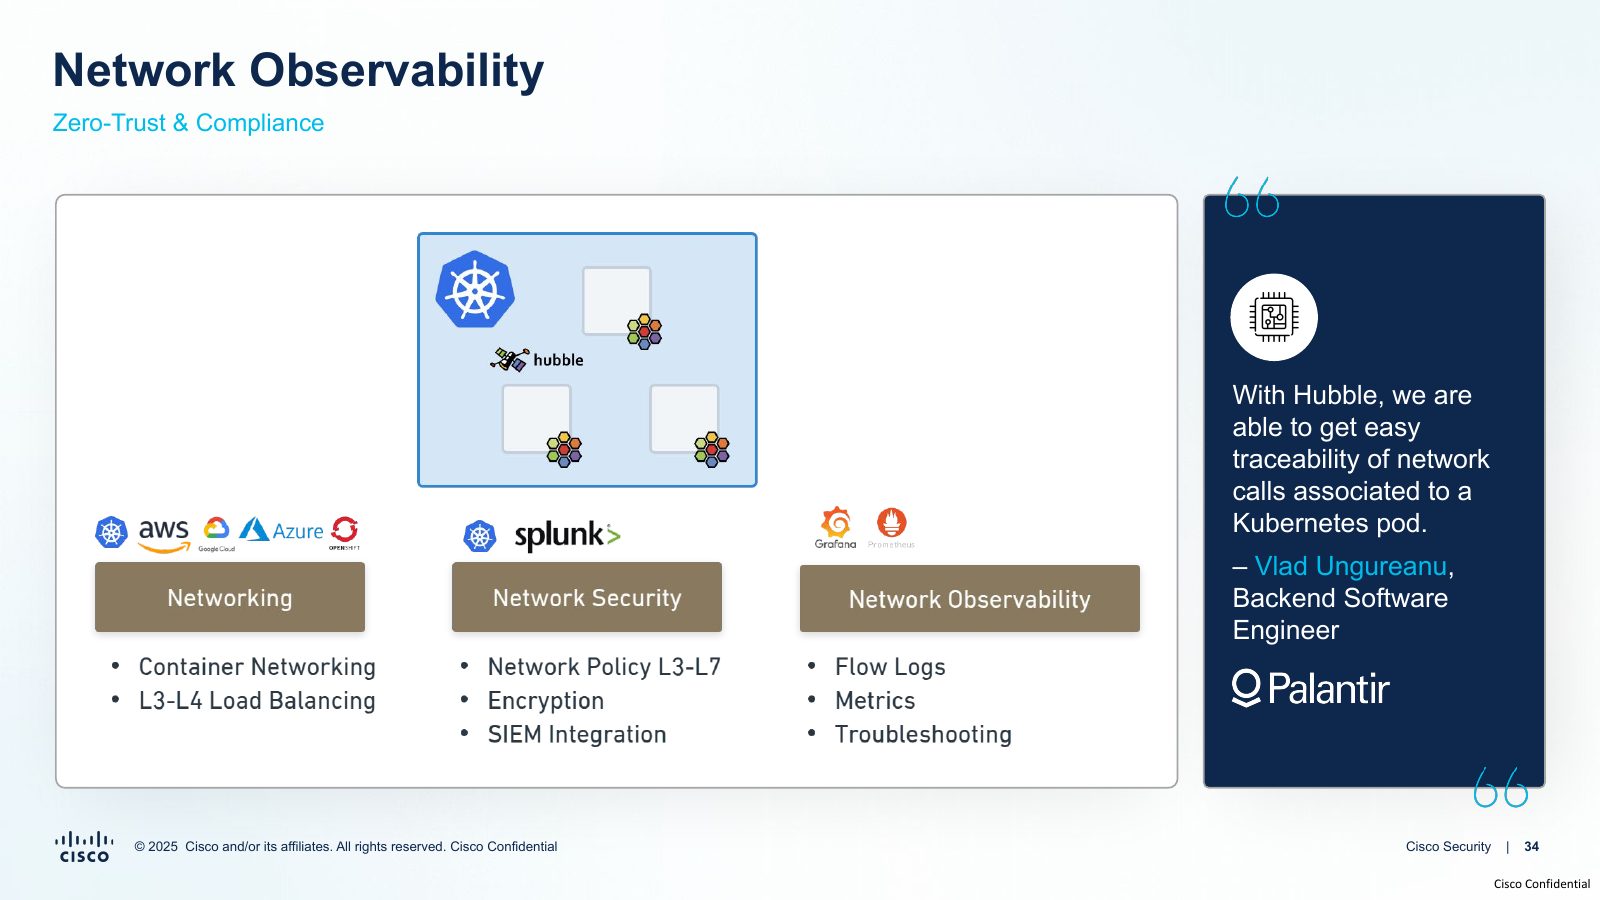 Network Observability
Zero-Trust & Compliance
hubble
aws
Google Cloud
Azure
OPENSHIFT
splunk>
Grafana
Prometheus
Networking
Network Security
Network Observability
• Container Networking
• L3-L4 Load Balancing
• Network Policy L3-L7
• Encryption
• SIEM Integration
• Flow Logs
• Metrics
• Troubleshooting
With Hubble, we are
able to get easy
traceability of network
calls associated to a
Kubernetes pod.
– Vlad Ungureanu,
Backend Software
Engineer
Palantir
CISCO
© 2025 Cisco and/or its affiliates. All rights reserved. Cisco Confidential
Cisco Security | 34
Cisco Confidential